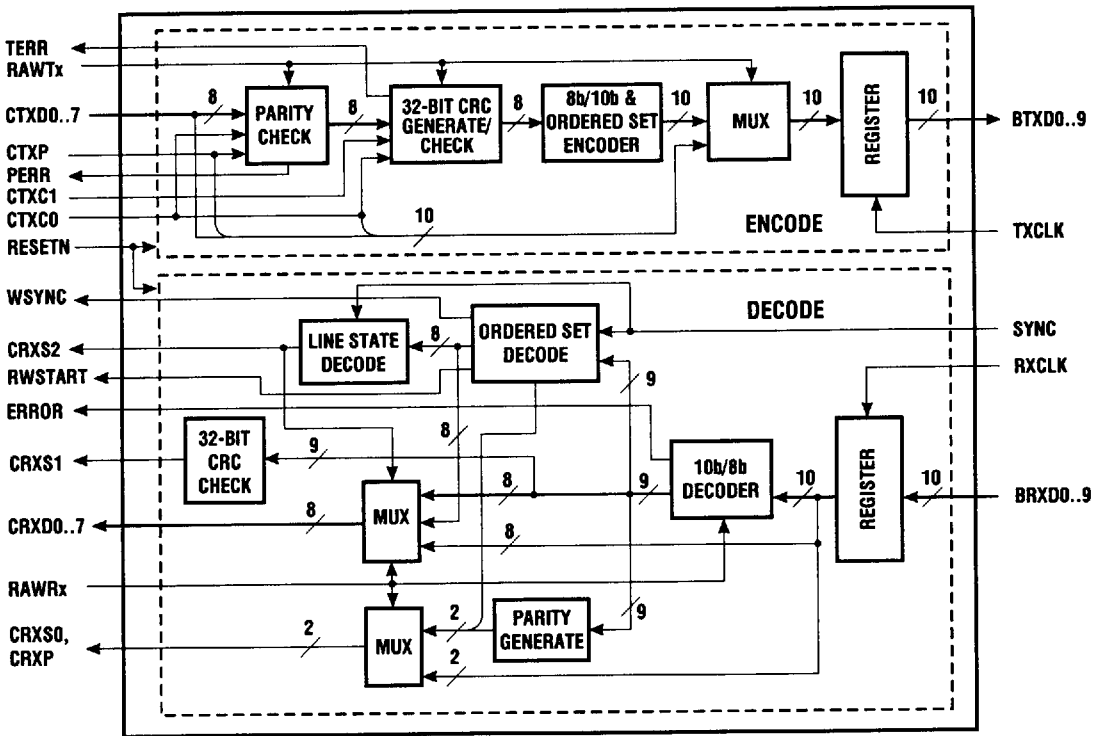 TERR
RAWTx
CTXD0..7
CTXP
PERR
CTXC1
CTXC0
RESETN
8
PARITY
CHECK
8
32-BIT CRC
GENERATE/
CHECK
8
8b/10b &
ORDERED SET
ENCODER
10
MUX
10
REGISTER
10
BTXD0..9
10
ENCODE
TXCLK
WSYNC
CRXS2
RWSTART
ERROR
CRXS1
CRXD0..7
RAWRx
CRXS0,
CRXP
DECODE
LINE STATE
DECODE
8
ORDERED SET
DECODE
SYNC
RXCLK
9
8
32-BIT
CRC
CHECK
9
MUX
8
8
8
9
10b/8b
DECODER
10
REGISTER
10
BRXD0..9
9
2
MUX
2
PARITY
GENERATE
2